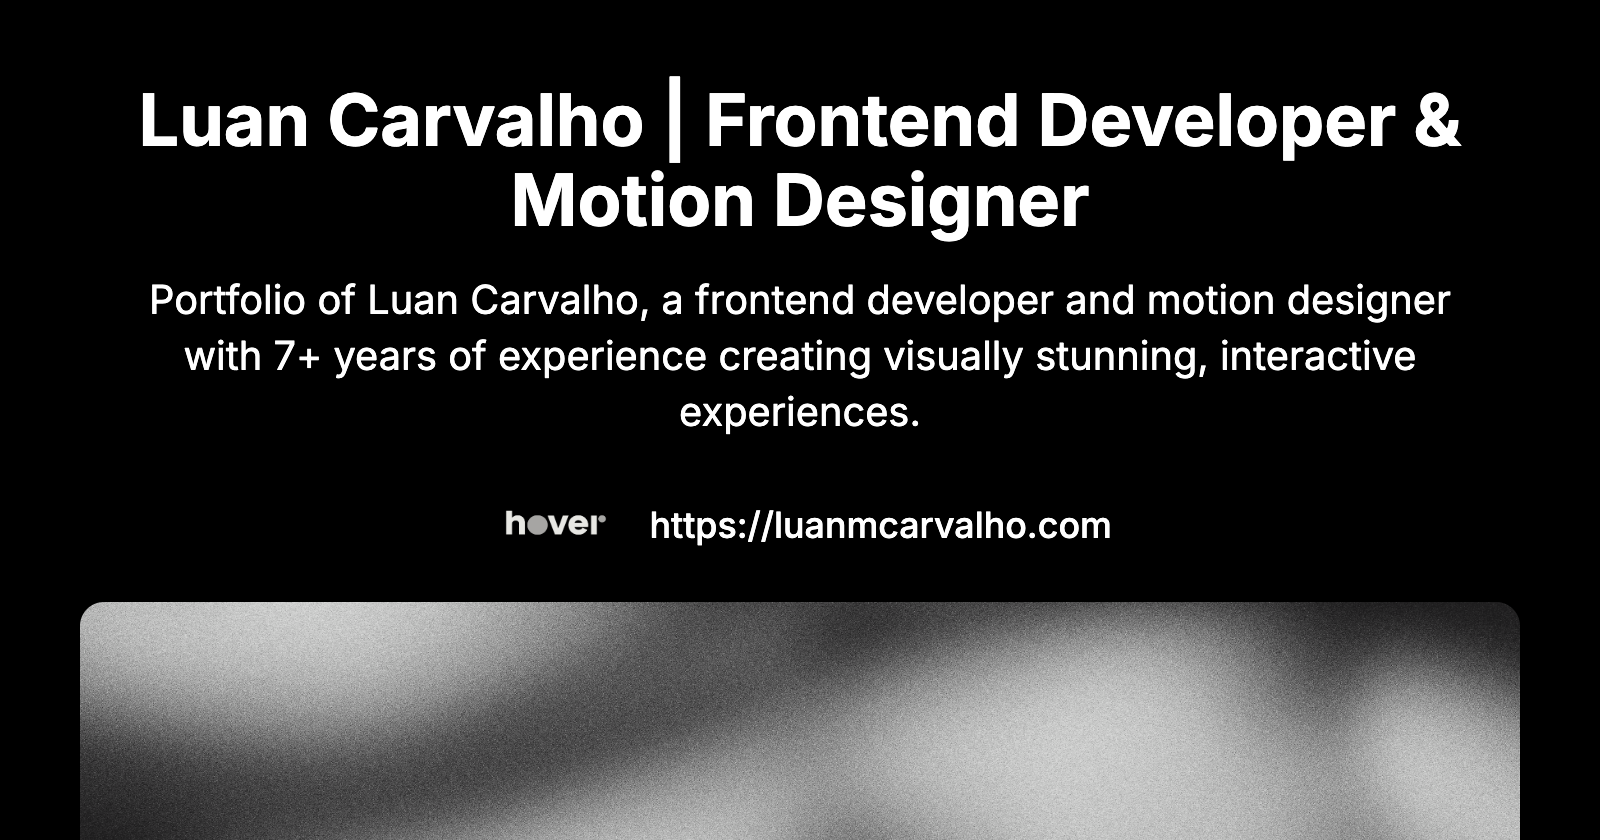 Luan Carvalho | Frontend Developer &
Motion Designer
Portfolio of Luan Carvalho, a frontend developer and motion designer
with 7+ years of experience creating visually stunning, interactive
experiences.
hover https://luanmcarvalho.com